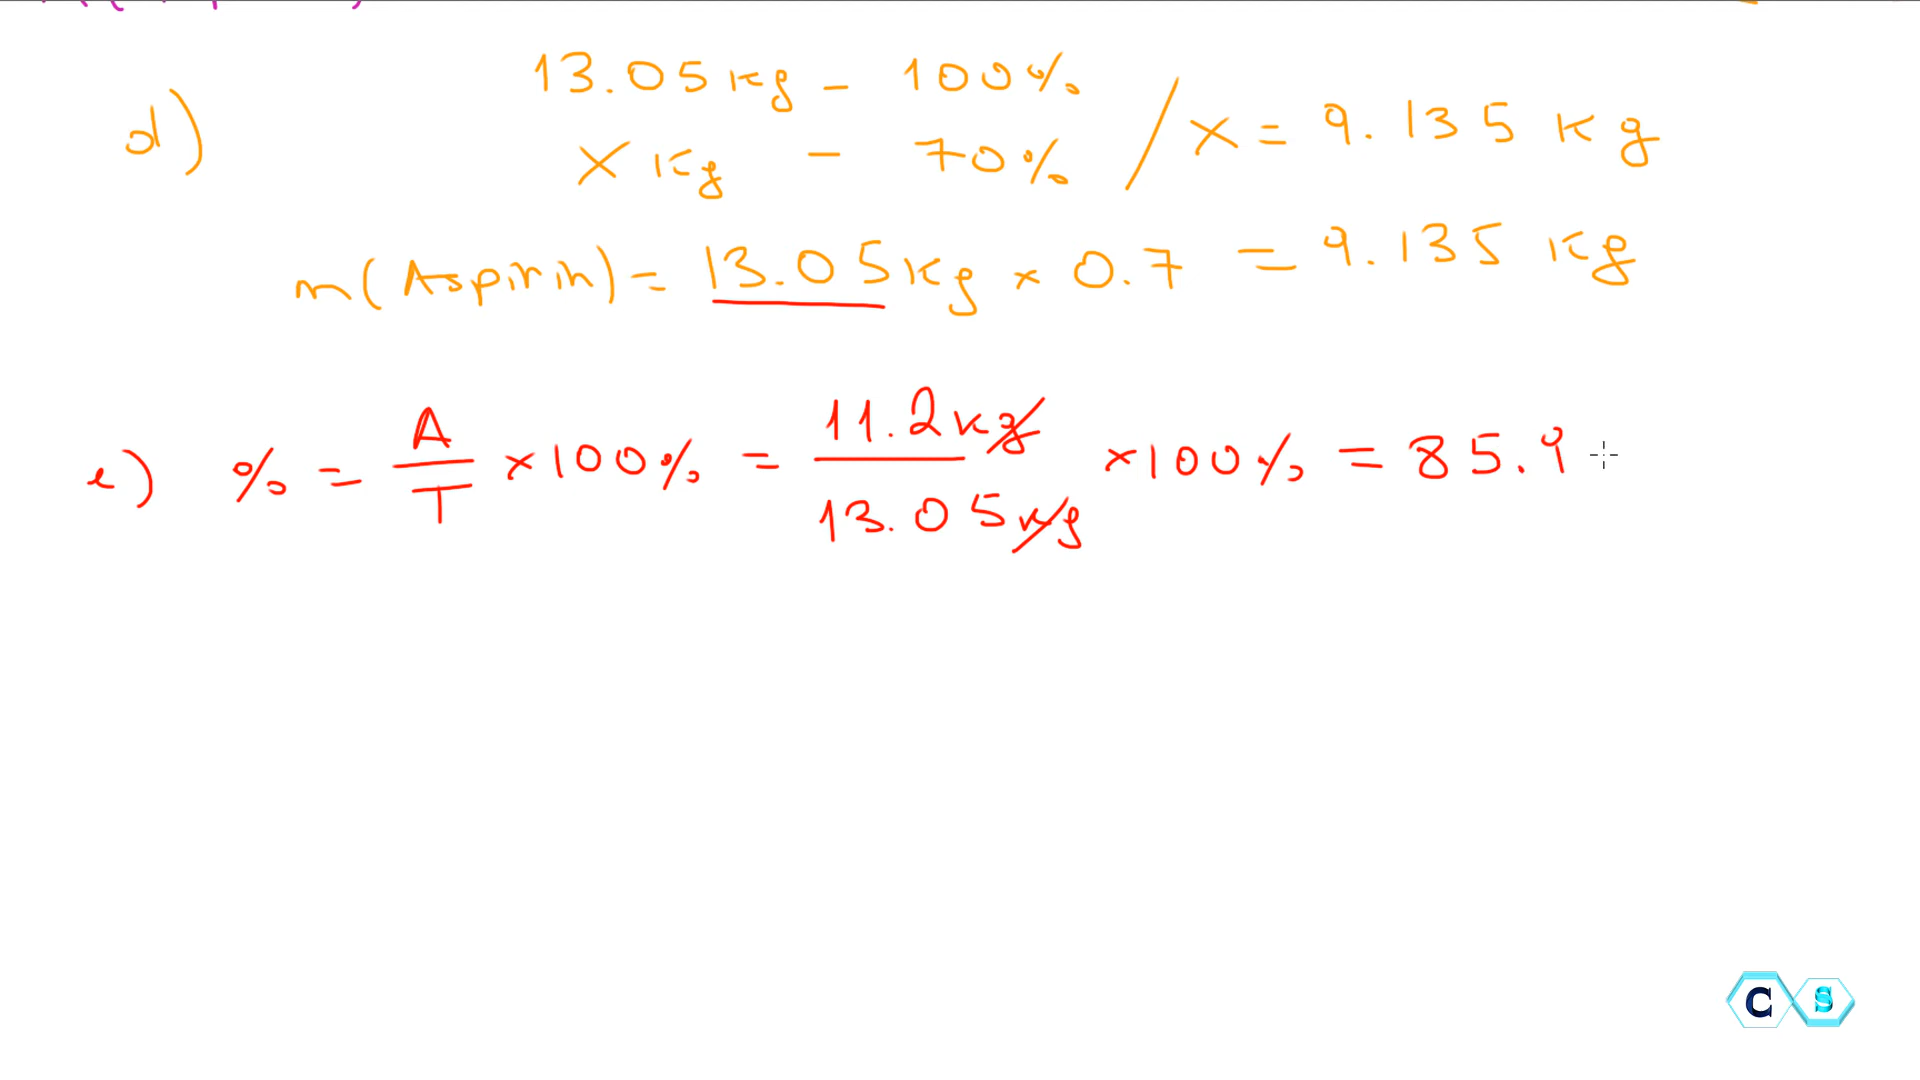 d)
13.05 kg - 100%
x kg - 70% / x = 9.135 kg
m(Aspirin) = 13.05 kg × 0.7 = 9.135 kg
e) % = A/T × 100% = 11.2 kg/13.05 kg × 100% = 85.9
C S